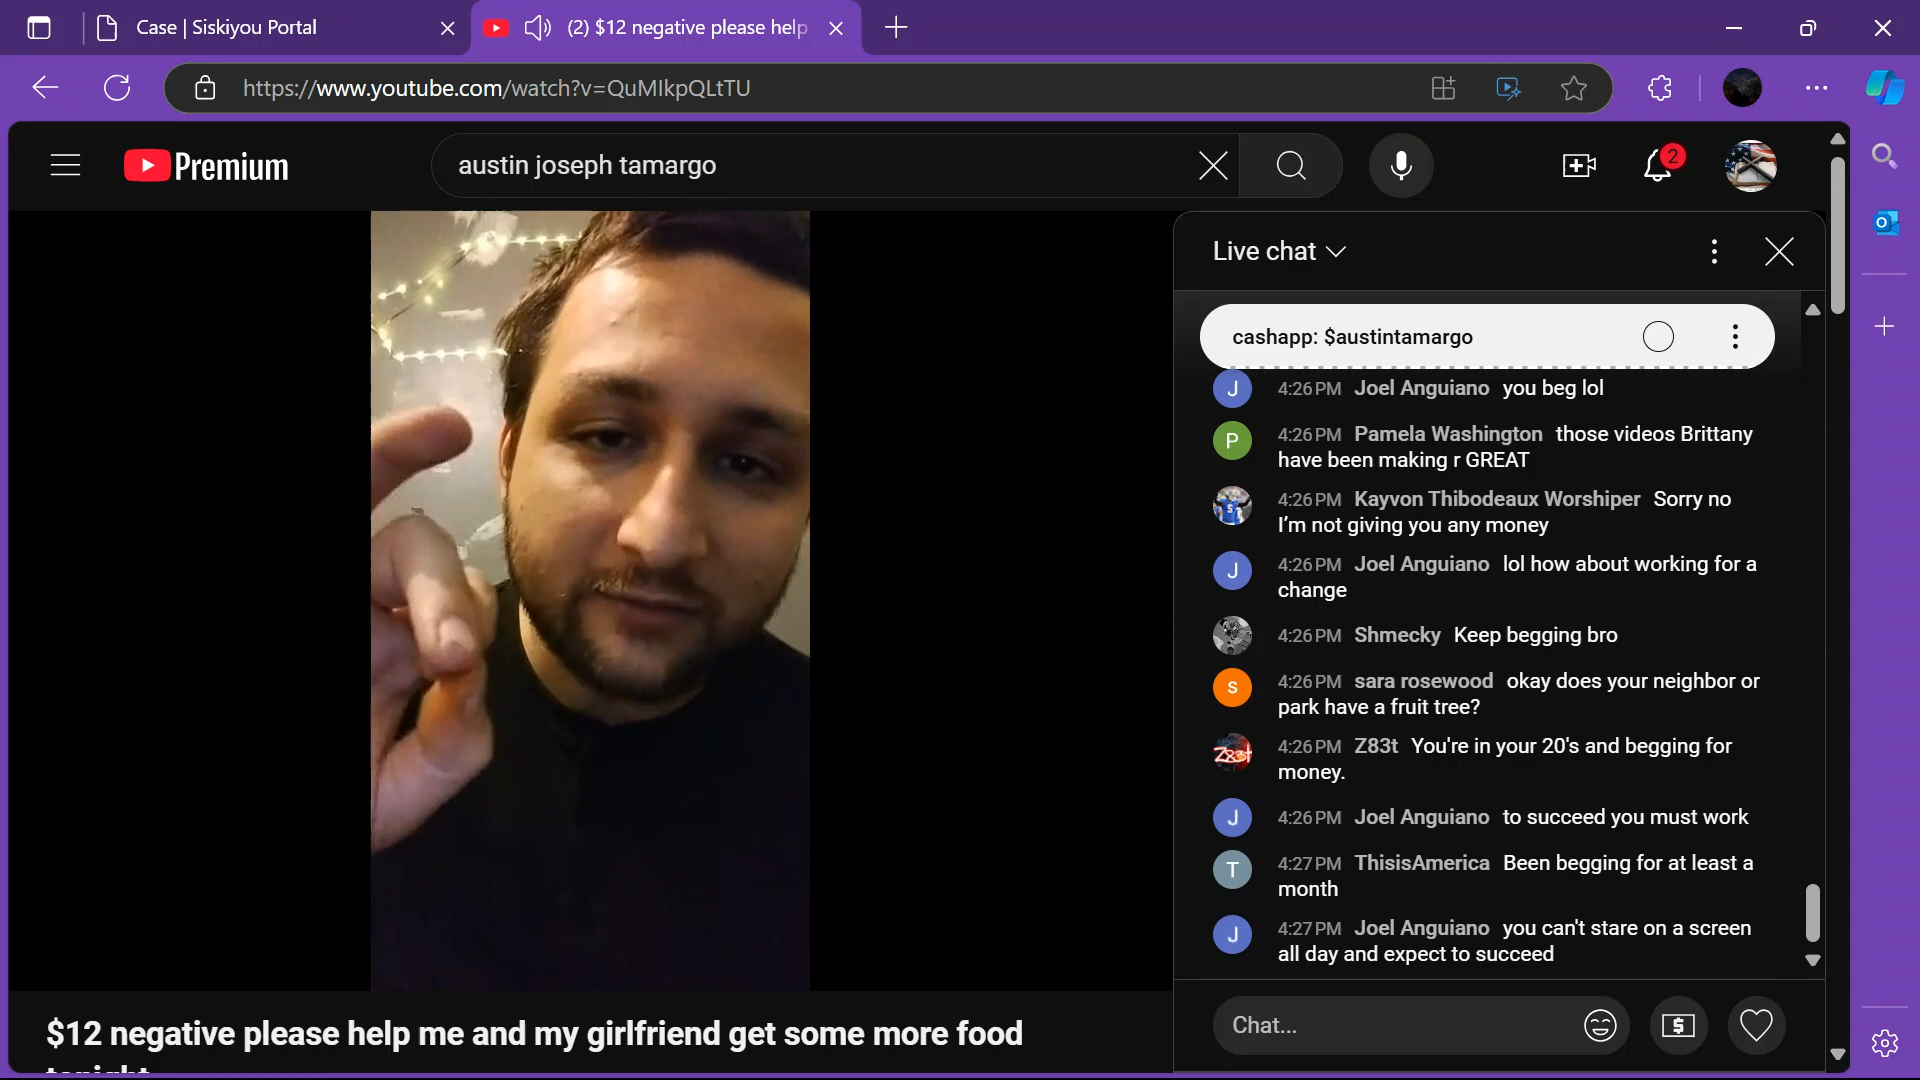 Case | Siskiyou Portal
(2) $12 negative please help
https://www.youtube.com/watch?v=QuMIkpQLtTU
Premium
austin joseph tamargo
2
Live chat
cashapp: $austintamargo
J 4:26 PM Joel Anguiano you beg lol
P 4:26 PM Pamela Washington those videos Brittany
have been making r GREAT
4:26 PM Kayvon Thibodeaux Worshiper Sorry no
I'm not giving you any money
J 4:26 PM Joel Anguiano lol how about working for a
change
4:26 PM Shmecky Keep begging bro
s 4:26 PM sara rosewood okay does your neighbor or
park have a fruit tree?
Z83t 4:26 PM Z83t You're in your 20's and begging for
money.
J 4:26 PM Joel Anguiano to succeed you must work
T 4:27 PM ThisisAmerica Been begging for at least a
month
J 4:27 PM Joel Anguiano you can't stare on a screen
all day and expect to succeed
Chat...
$12 negative please help me and my girlfriend get some more food
tonight